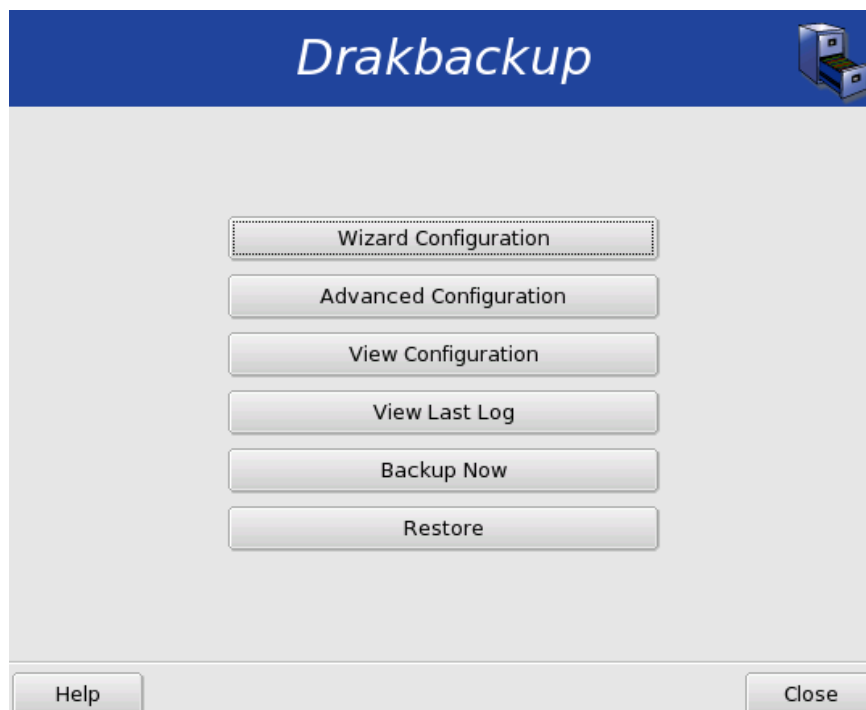 Drakbackup
Wizard Configuration
Advanced Configuration
View Configuration
View Last Log
Backup Now
Restore
Help
Close